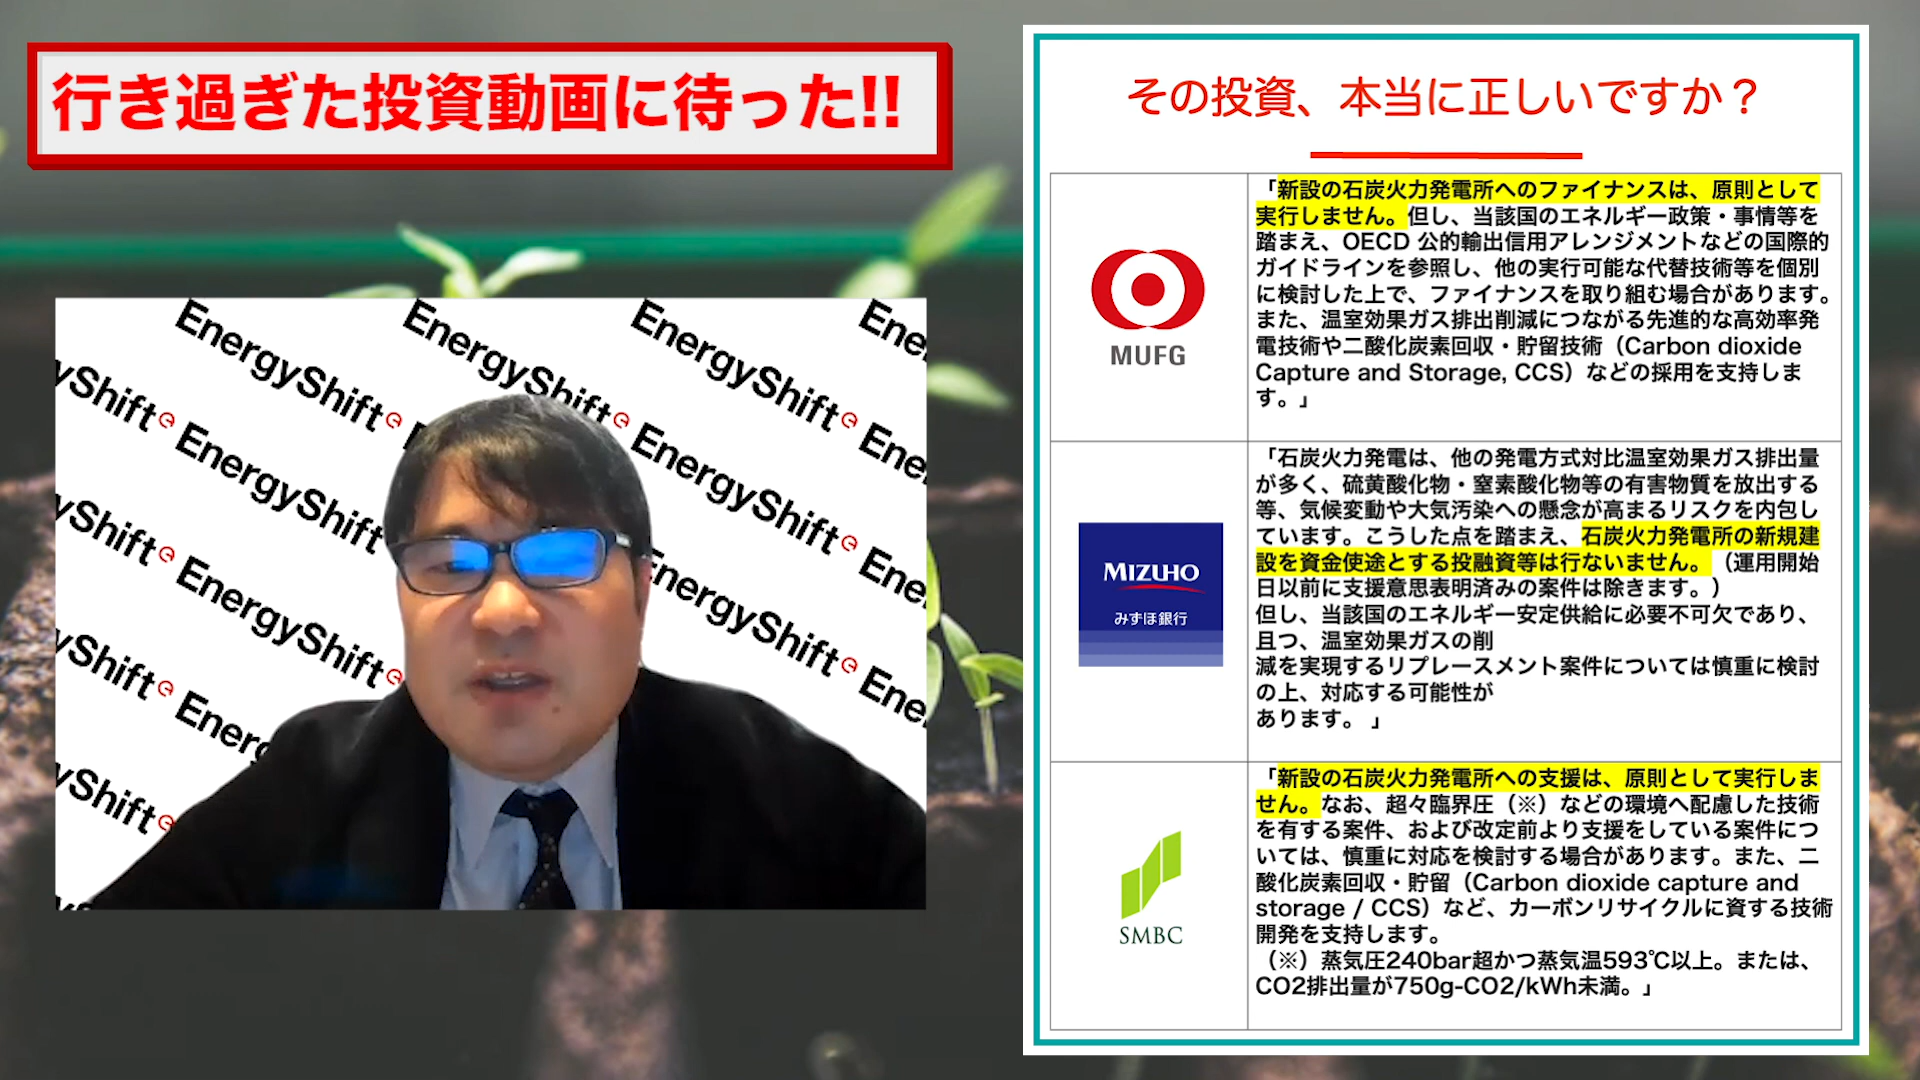 行き過ぎた投資動画に待った!!
EnergyShift EnergyShift EnergyShift Ene
yShift EnergyShift EnergyShift Ene
yShift EnergyShift EnergyShift Ene
yShift Energ
yShift
その投資、本当に正しいですか？
MUFG
「新設の石炭火力発電所へのファイナンスは、原則として
実行しません。但し、当該国のエネルギー政策・事情等を
踏まえ、OECD 公的輸出信用アレンジメントなどの国際的
ガイドラインを参照し、他の実行可能な代替技術等を個別
に検討した上で、ファイナンスを取り組む場合があります。
また、温室効果ガス排出削減につながる先進的な高効率発
電技術や二酸化炭素回収・貯留技術（Carbon dioxide
Capture and Storage, CCS）などの採用を支持しま
す。」
MIZUHO
みずほ銀行
「石炭火力発電は、他の発電方式対比温室効果ガス排出量
が多く、硫黄酸化物・窒素酸化物等の有害物質を放出する
等、気候変動や大気汚染への懸念が高まるリスクを内包し
ています。こうした点を踏まえ、石炭火力発電所の新規建
設を資金使途とする投融資等は行ないません。（運用開始
日以前に支援意思表明済みの案件は除きます。）
但し、当該国のエネルギー安定供給に必要不可欠であり、
且つ、温室効果ガスの削
減を実現するリプレースメント案件については慎重に検討
の上、対応する可能性が
あります。 」
SMBC
「新設の石炭火力発電所への支援は、原則として実行しま
せん。なお、超々臨界圧（※）などの環境へ配慮した技術
を有する案件、および改定前より支援をしている案件につ
いては、慎重に対応を検討する場合があります。また、二
酸化炭素回収・貯留（Carbon dioxide capture and
storage / CCS）など、カーボンリサイクルに資する技術
開発を支持します。
（※）蒸気圧240bar超かつ蒸気温593℃以上。または、
CO2排出量が750g-CO2/kWh未満。」